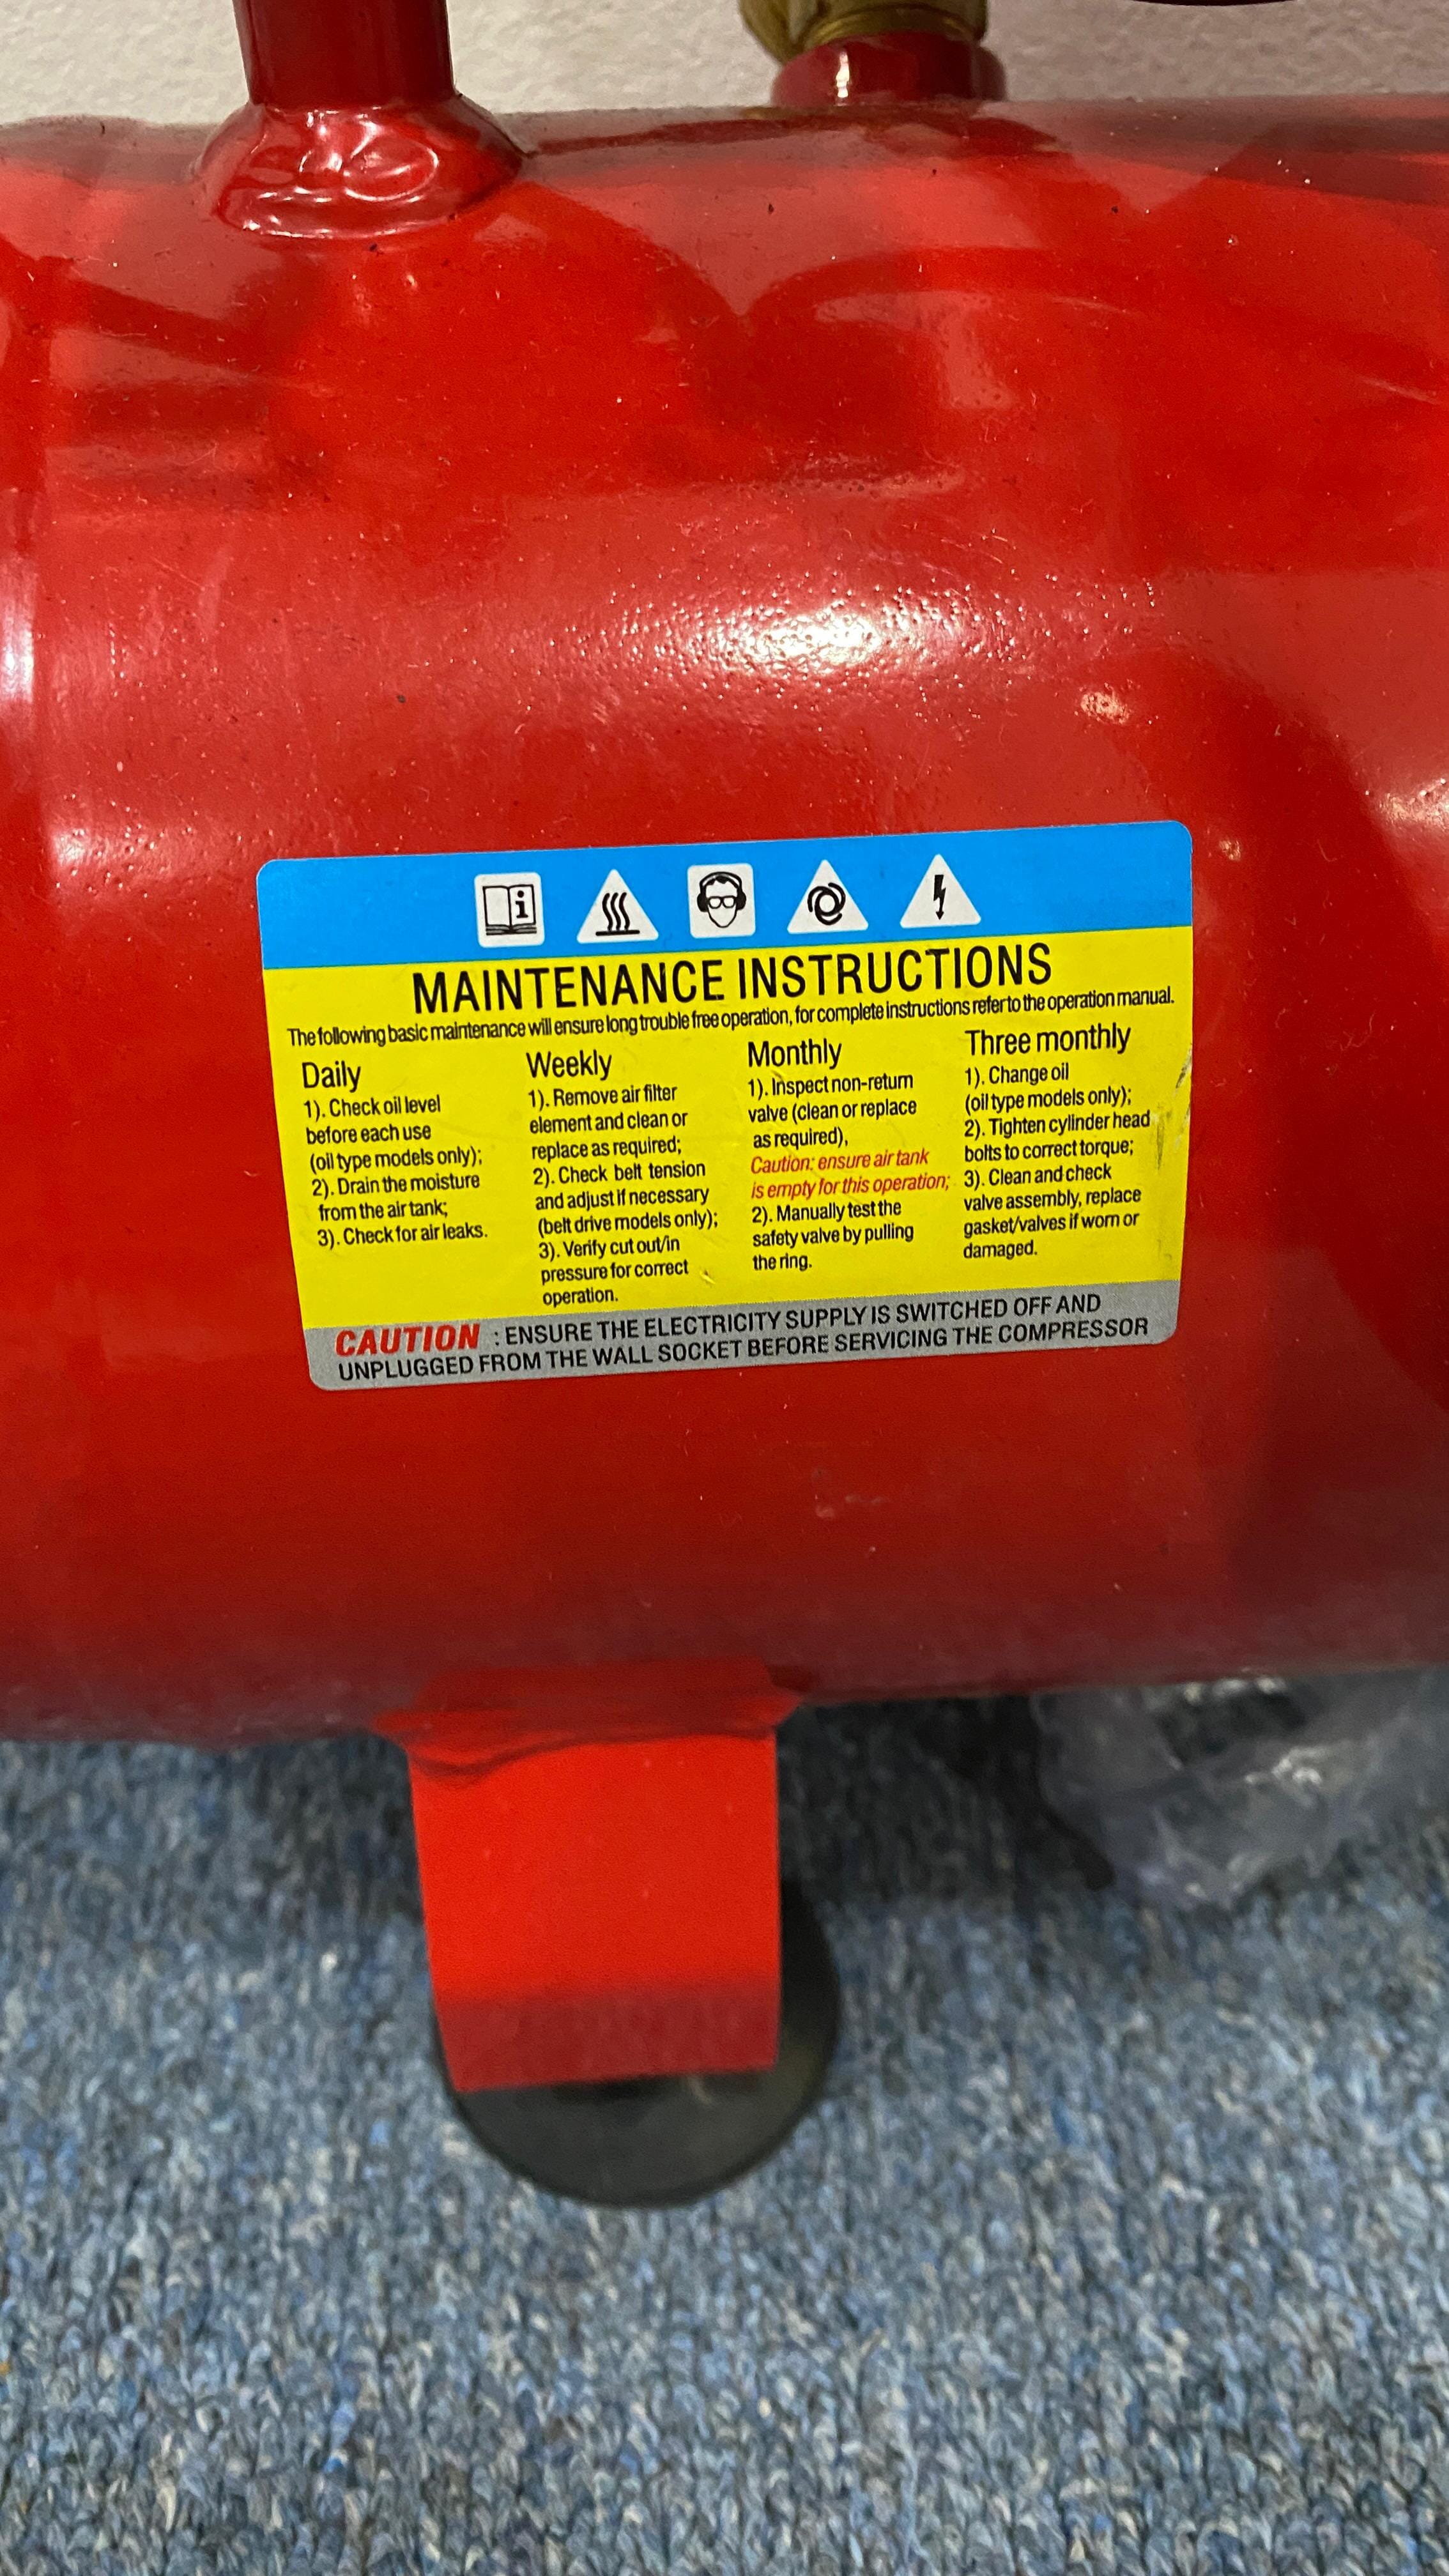 MAINTENANCE INSTRUCTIONS
The following basic maintenance will ensure long trouble free operation, for complete instructions refer to the operation manual.
Daily
1). Check oil level
before each use
(oil type models only);
2). Drain the moisture
from the air tank;
3). Check for air leaks.
Weekly
1). Remove air filter
element and clean or
replace as required;
2). Check belt tension
and adjust if necessary
(belt drive models only);
3). Verify cut out/in
pressure for correct
operation.
Monthly
1). Inspect non-return
valve (clean or replace
as required),
Caution: ensure air tank
is empty for this operation;
2). Manually test the
safety valve by pulling
the ring.
Three monthly
1). Change oil
(oil type models only);
2). Tighten cylinder head
bolts to correct torque;
3). Clean and check
valve assembly, replace
gasket/valves if worn or
damaged.
CAUTION : ENSURE THE ELECTRICITY SUPPLY IS SWITCHED OFF AND
UNPLUGGED FROM THE WALL SOCKET BEFORE SERVICING THE COMPRESSOR